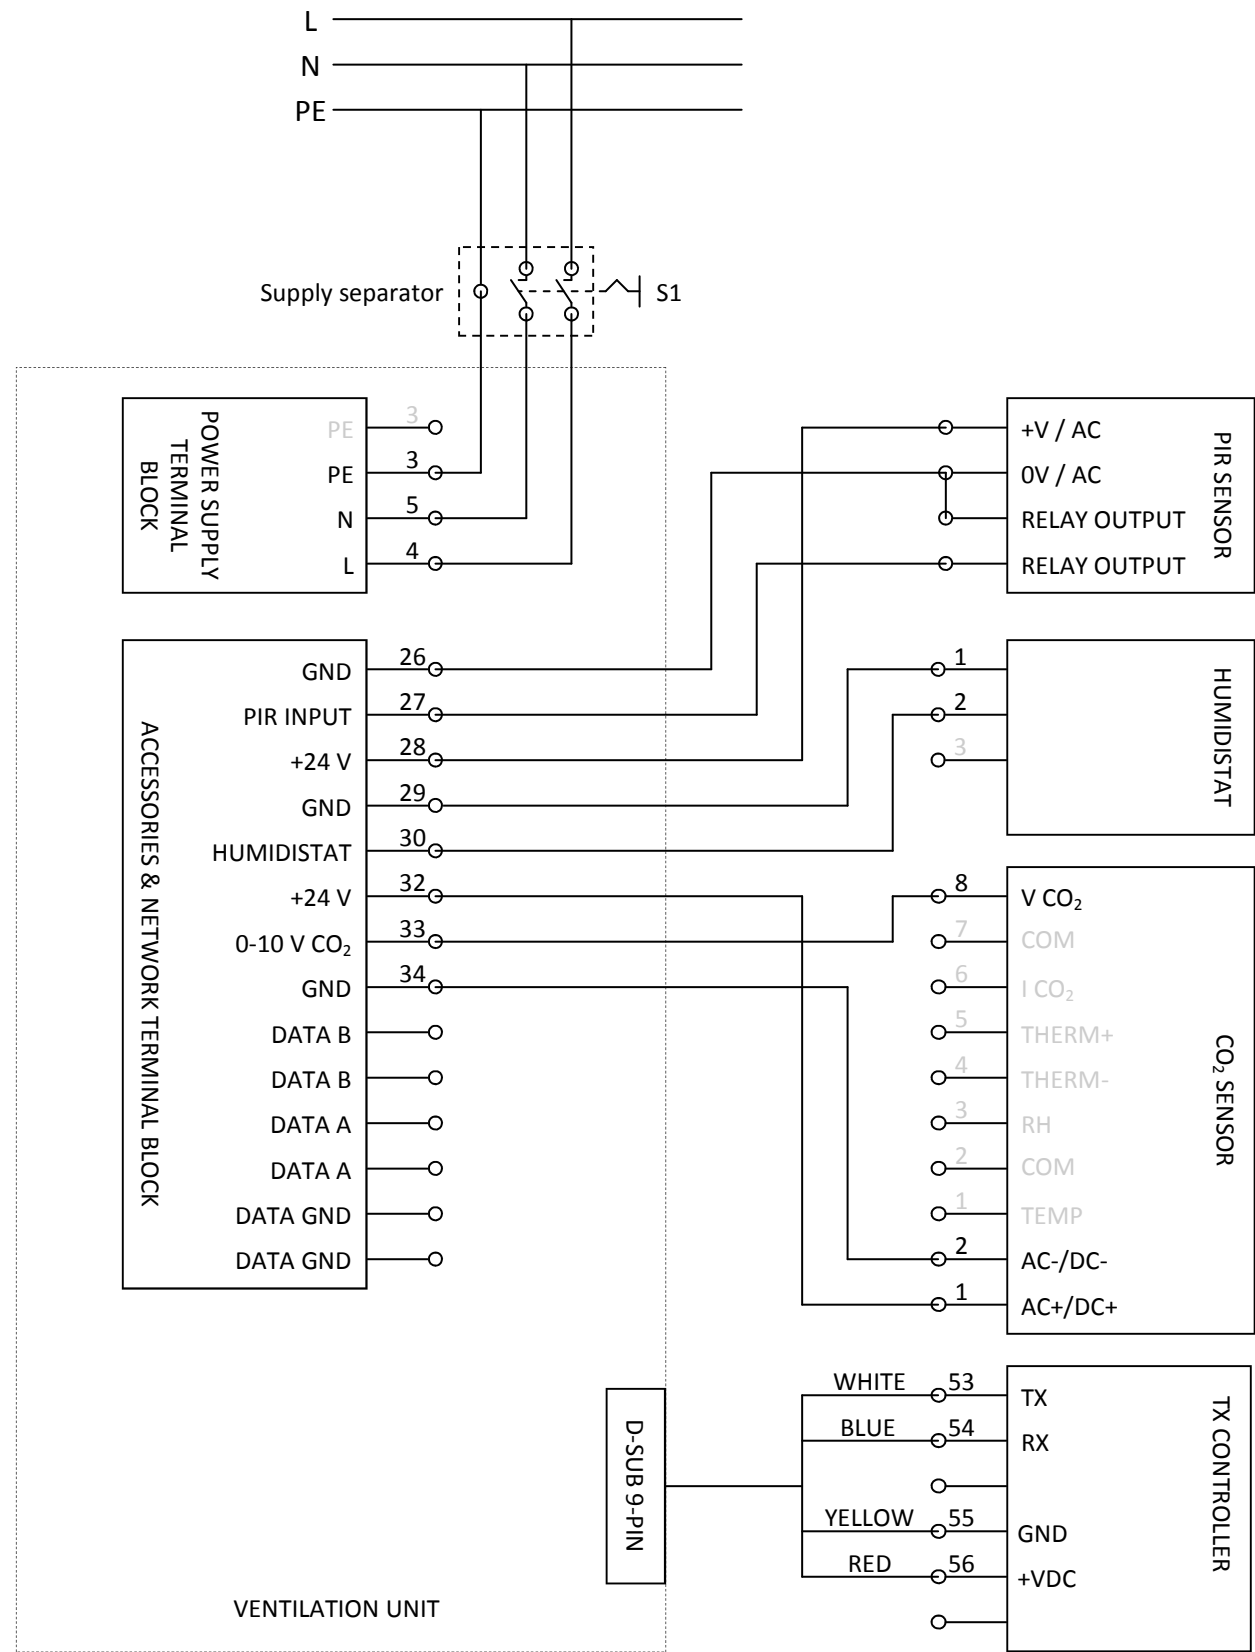 L
N
PE
Supply separator
S1
POWER SUPPLY
TERMINAL
BLOCK
PE 3
PE 3
N 5
L 4
+V / AC
0V / AC
RELAY OUTPUT
RELAY OUTPUT
PIR SENSOR
ACCESSORIES & NETWORK TERMINAL BLOCK
GND 26
PIR INPUT 27
+24 V 28
GND 29
HUMIDISTAT 30
+24 V 32
0-10 V CO₂ 33
GND 34
DATA B
DATA B
DATA A
DATA A
DATA GND
DATA GND
1
2
3
HUMIDISTAT
8 V CO₂
7 COM
6 I CO₂
5 THERM+
4 THERM-
3 RH
2 COM
1 TEMP
2 AC-/DC-
1 AC+/DC+
CO₂ SENSOR
D-SUB 9-PIN
WHITE 53 TX
BLUE 54 RX
YELLOW 55 GND
RED 56 +VDC
TX CONTROLLER
VENTILATION UNIT